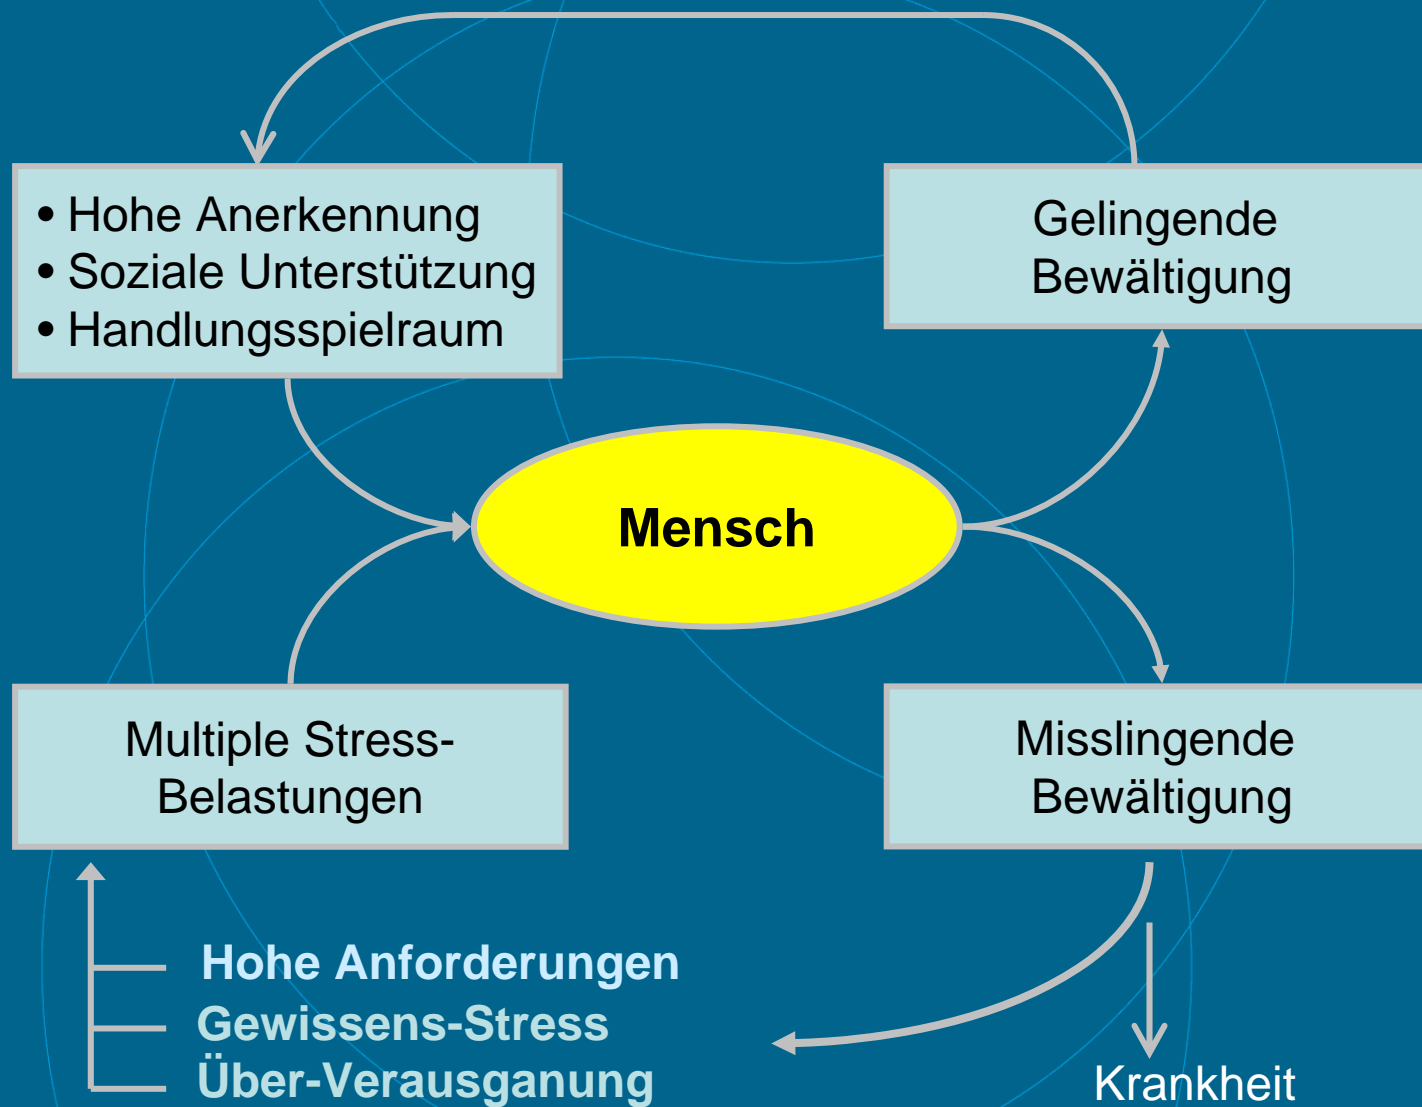 • Hohe Anerkennung
• Soziale Unterstützung
• Handlungsspielraum
Gelingende
Bewältigung
Mensch
Multiple Stress-
Belastungen
Misslingende
Bewältigung
Hohe Anforderungen
Gewissens-Stress
Über-Verausganung
Krankheit